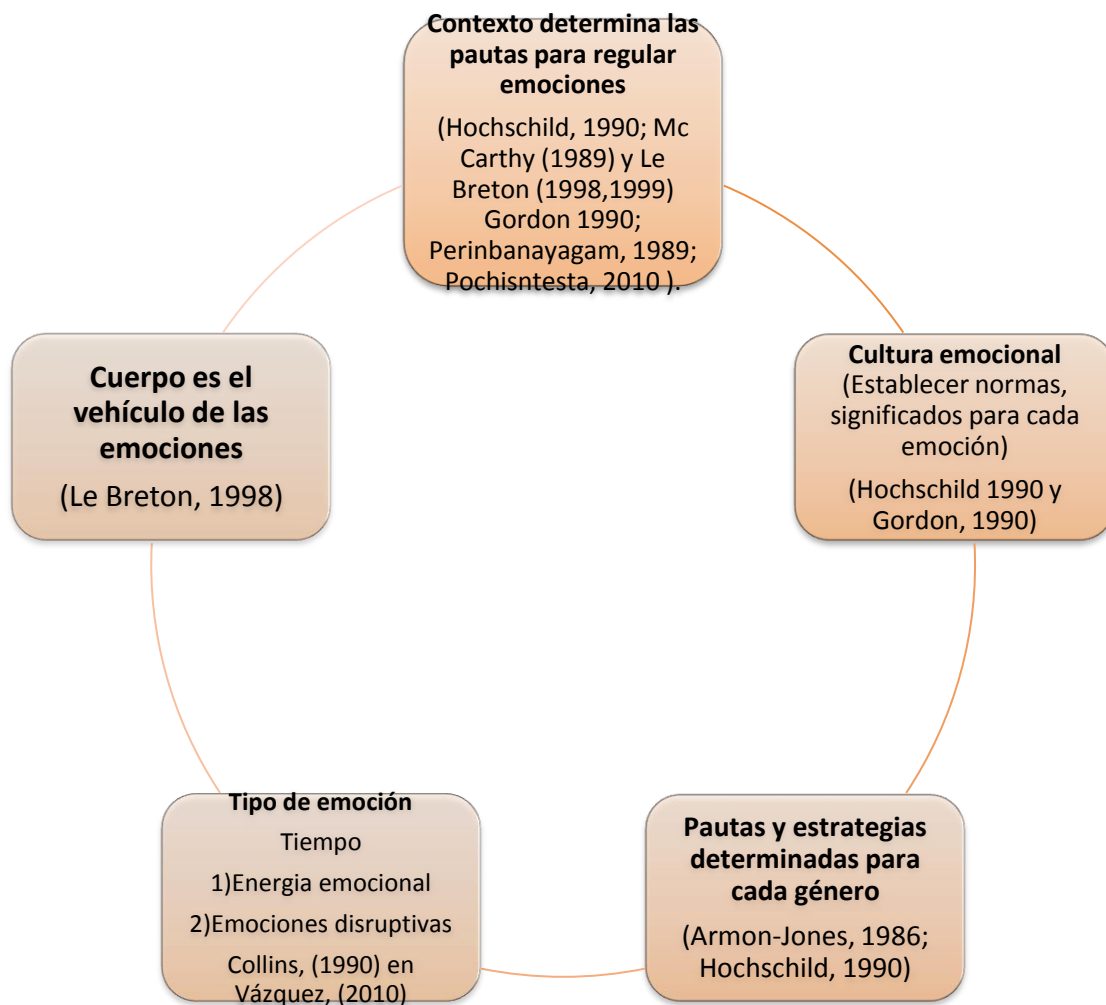 Contexto determina las
pautas para regular
emociones
(Hochschild, 1990; Mc
Carthy (1989) y Le
Breton (1998,1999)
Gordon 1990;
Perinbanayagam, 1989;
Pochisntesta, 2010 ).
Cultura emocional
(Establecer normas,
significados para cada
emoción)
(Hochschild 1990 y
Gordon, 1990)
Pautas y estrategias
determinadas para
cada género
(Armon-Jones, 1986;
Hochschild, 1990)
Tipo de emoción
Tiempo
1)Energia emocional
2)Emociones disruptivas
Collins, (1990) en
Vázquez, (2010)
Cuerpo es el
vehículo de las
emociones
(Le Breton, 1998)